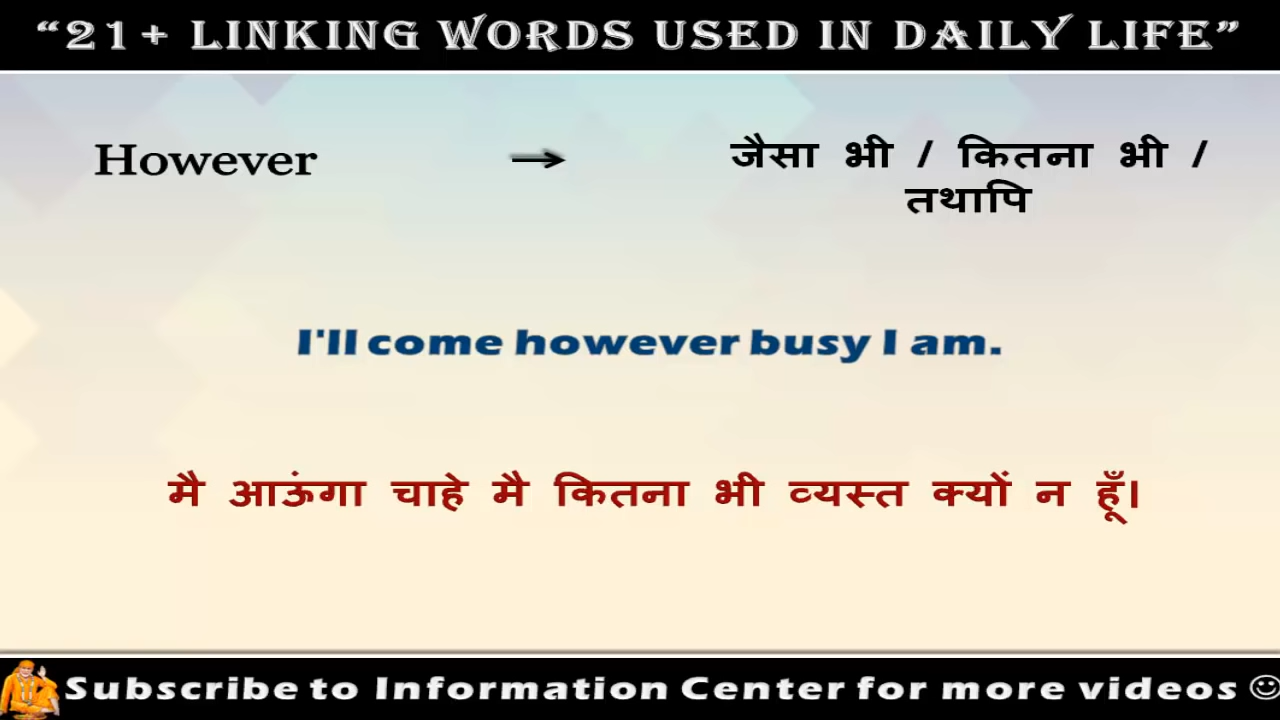 “21+ LINKING WORDS USED IN DAILY LIFE”
However → जैसा भी / कितना भी /
तथापि
I'll come however busy I am.
मै आऊंगा चाहे मै कितना भी व्यस्त क्यों न हूँ।
Subscribe to Information Center for more videos ☺